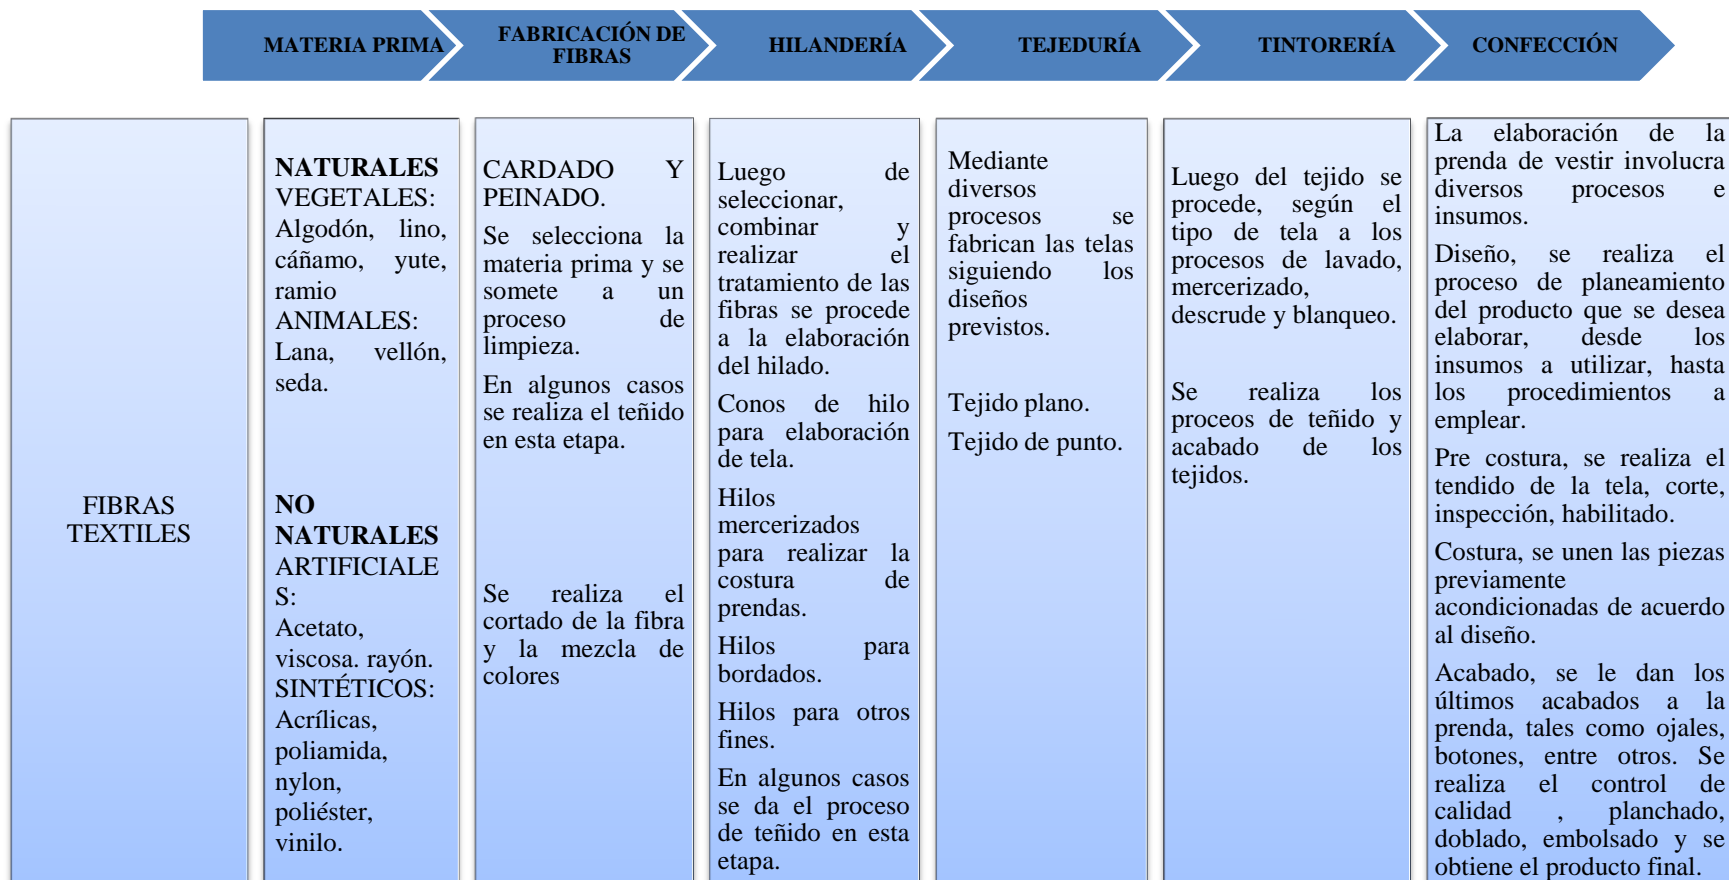 MATERIA PRIMA
FABRICACIÓN DE
FIBRAS
HILANDERÍA
TEJEDURÍA
TINTORERÍA
CONFECCIÓN
FIBRAS
TEXTILES
NATURALES
VEGETALES:
Algodón, lino,
cáñamo, yute,
ramio
ANIMALES:
Lana, vellón,
seda.
NO
NATURALES
ARTIFICIALE
S:
Acetato,
viscosa. rayón.
SINTÉTICOS:
Acrílicas,
poliamida,
nylon,
poliéster,
vinilo.
CARDADO Y
PEINADO.
Se selecciona la
materia prima y se
somete a un
proceso de
limpieza.
En algunos casos
se realiza el teñido
en esta etapa.
Se realiza el
cortado de la fibra
y la mezcla de
colores
Luego de
seleccionar,
combinar y
realizar el
tratamiento de las
fibras se procede
a la elaboración
del hilado.
Conos de hilo
para elaboración
de tela.
Hilos
mercerizados
para realizar la
costura de
prendas.
Hilos para
bordados.
Hilos para otros
fines.
En algunos casos
se da el proceso
de teñido en esta
etapa.
Mediante
diversos
procesos se
fabrican las telas
siguiendo los
diseños
previstos.
Tejido plano.
Tejido de punto.
Luego del tejido se
procede, según el
tipo de tela a los
procesos de lavado,
mercerizado,
descrude y blanqueo.
Se realiza los
proceos de teñido y
acabado de los
tejidos.
La elaboración de la
prenda de vestir involucra
diversos procesos e
insumos.
Diseño, se realiza el
proceso de planeamiento
del producto que se desea
elaborar, desde los
insumos a utilizar, hasta
los procedimientos a
emplear.
Pre costura, se realiza el
tendido de la tela, corte,
inspección, habilitado.
Costura, se unen las piezas
previamente
acondicionadas de acuerdo
al diseño.
Acabado, se le dan los
últimos acabados a la
prenda, tales como ojales,
botones, entre otros. Se
realiza el control de
calidad , planchado,
doblado, embolsado y se
obtiene el producto final.